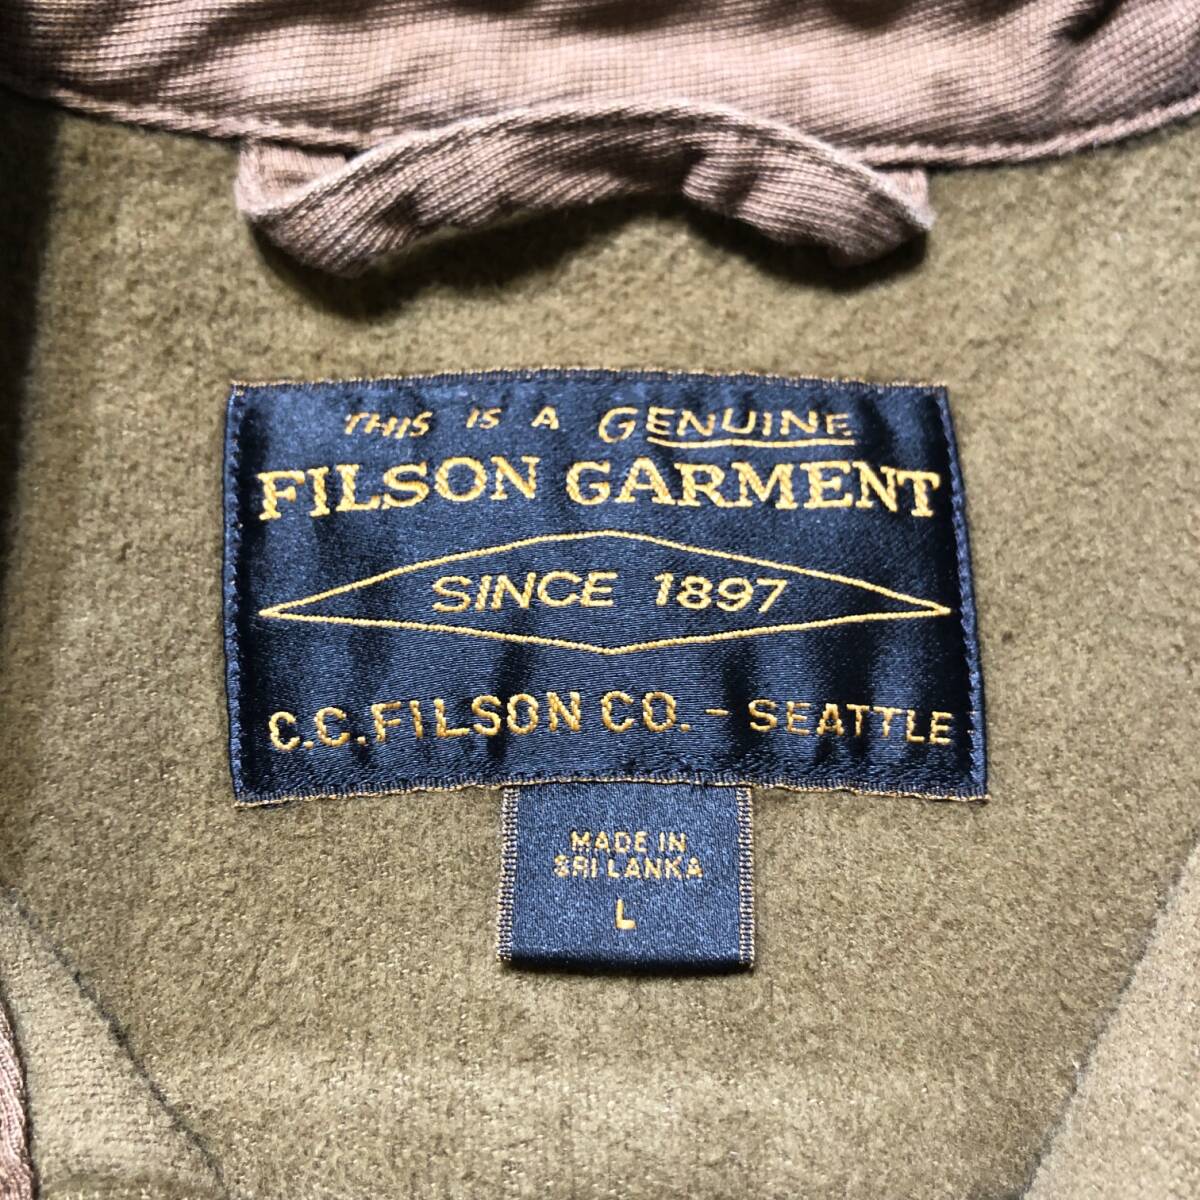 THIS IS A GENUINE
FILSON GARMENT
SINCE 1897
C.C.FILSON CO. - SEATTLE
MADE IN
SRI LANKA
L